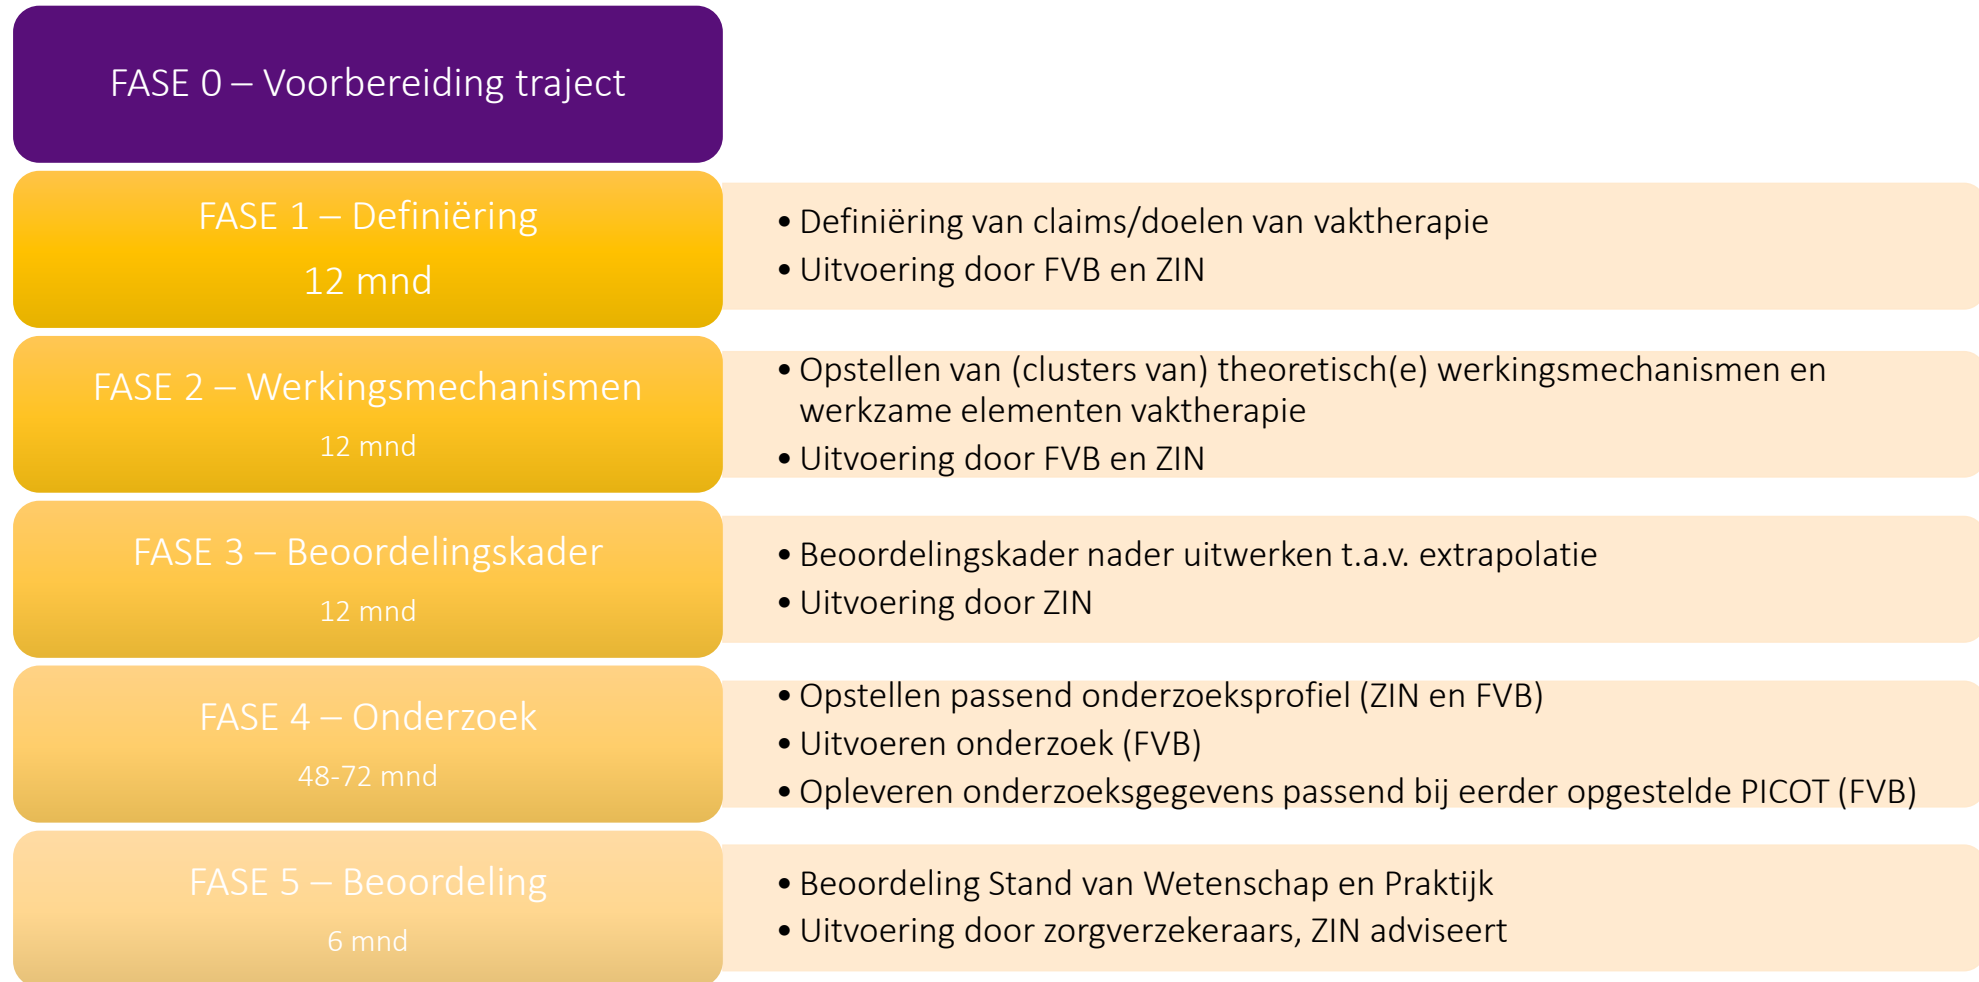 FASE 0 – Voorbereiding traject
FASE 1 – Definiëring
12 mnd
• Definiëring van claims/doelen van vaktherapie
• Uitvoering door FVB en ZIN
FASE 2 – Werkingsmechanismen
12 mnd
• Opstellen van (clusters van) theoretisch(e) werkingsmechanismen en
werkzame elementen vaktherapie
• Uitvoering door FVB en ZIN
FASE 3 – Beoordelingskader
12 mnd
• Beoordelingskader nader uitwerken t.a.v. extrapolatie
• Uitvoering door ZIN
FASE 4 – Onderzoek
48-72 mnd
• Opstellen passend onderzoeksprofiel (ZIN en FVB)
• Uitvoeren onderzoek (FVB)
• Opleveren onderzoeksgegevens passend bij eerder opgestelde PICOT (FVB)
FASE 5 – Beoordeling
6 mnd
• Beoordeling Stand van Wetenschap en Praktijk
• Uitvoering door zorgverzekeraars, ZIN adviseert